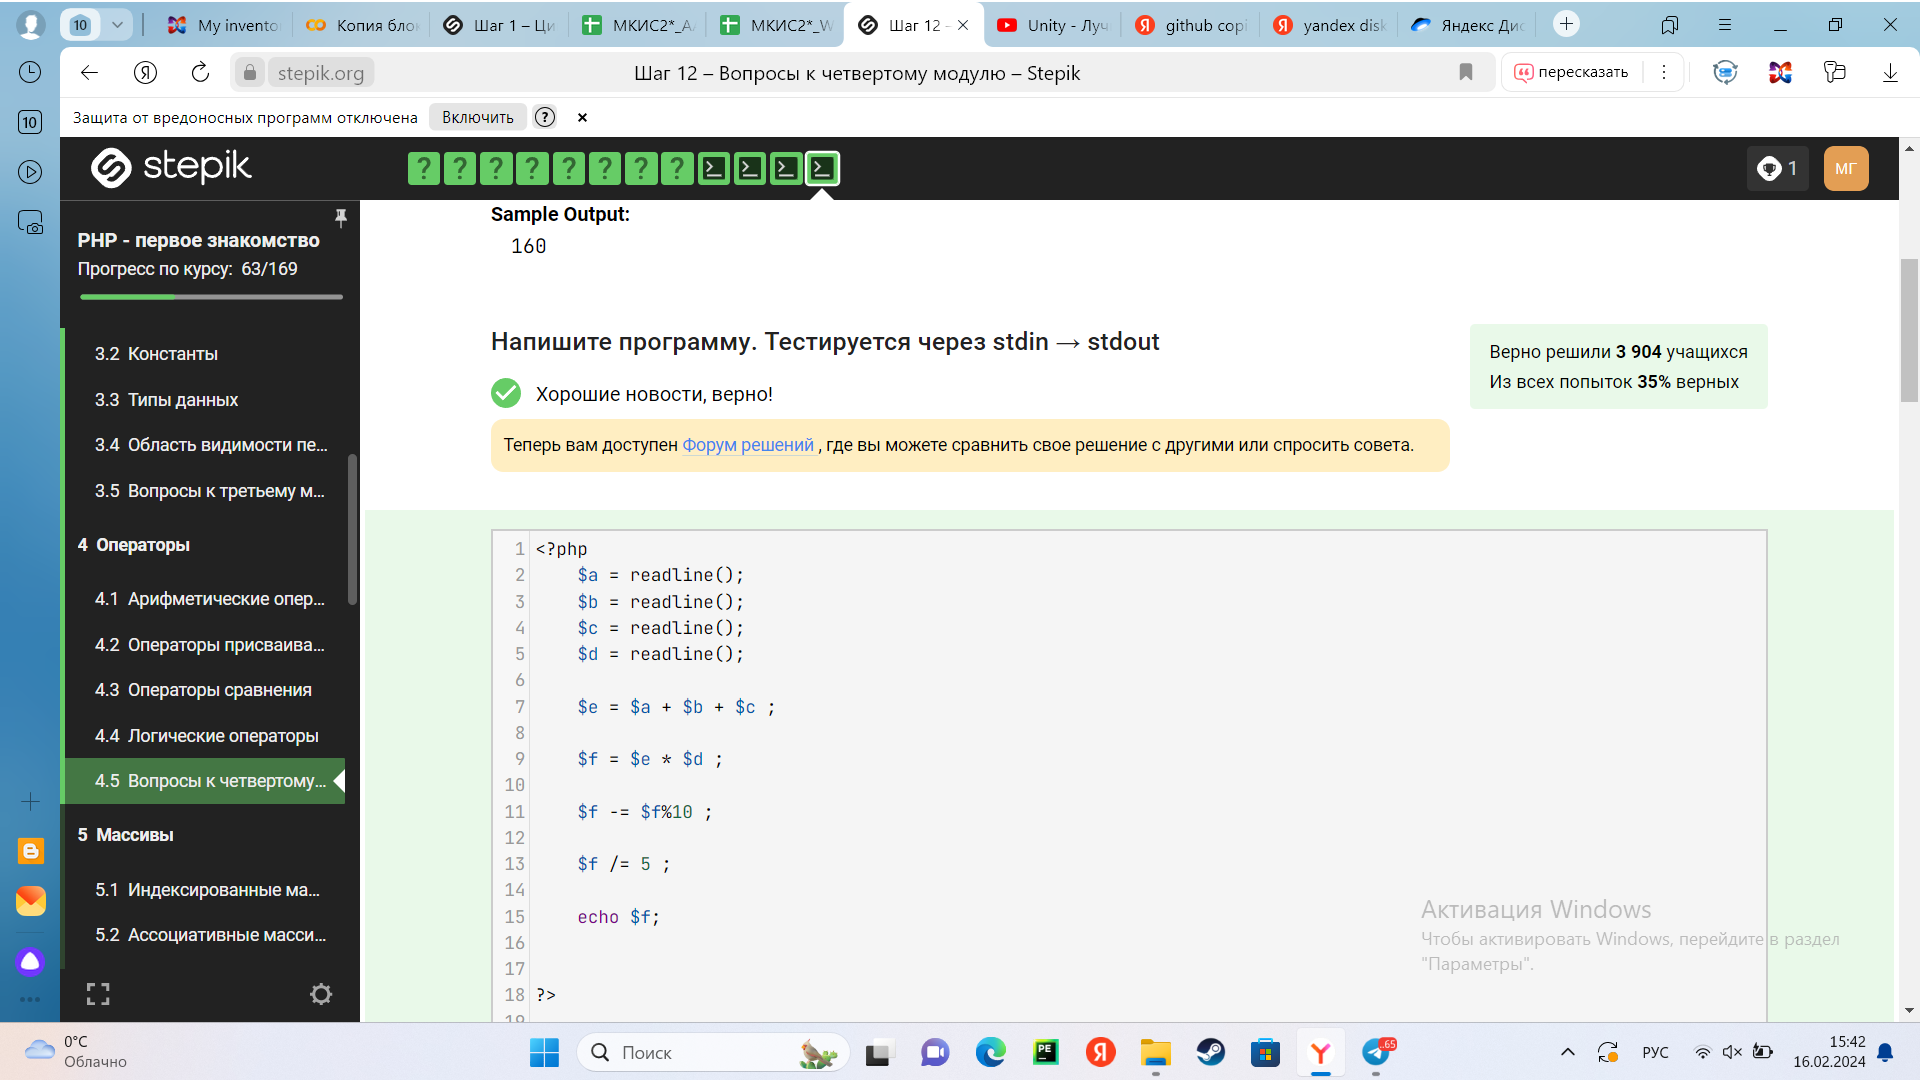 10
My invento
Копия блок
Шаг 1 – Ци
МКИС2*_А
МКИС2*_W
Шаг 12 -
Unity - Луч
github copi
yandex disk
Яндекс Дис
stepik.org
Шаг 12 – Вопросы к четвертому модулю – Stepik
пересказать
10
Защита от вредоносных программ отключена
Включить
?
stepik
? ? ? ? ? ? ? ?
1
МГ
PHP - первое знакомство
Прогресс по курсу: 63/169
3.2 Константы
3.3 Типы данных
3.4 Область видимости пе...
3.5 Вопросы к третьему м...
4 Операторы
4.1 Арифметические опер...
4.2 Операторы присваива...
4.3 Операторы сравнения
4.4 Логические операторы
4.5 Вопросы к четвертому...
5 Массивы
5.1 Индексированные ма...
5.2 Ассоциативные масси...
Sample Output:
160
Напишите программу. Тестируется через stdin → stdout
Верно решили 3 904 учащихся
Из всех попыток 35% верных
Хорошие новости, верно!
Теперь вам доступен Форум решений , где вы можете сравнить свое решение с другими или спросить совета.
1 <?php
2 $a = readline();
3 $b = readline();
4 $c = readline();
5 $d = readline();
6
7 $e = $a + $b + $c ;
8
9 $f = $e * $d ;
10
11 $f -= $f%10 ;
12
13 $f /= 5 ;
14
15 echo $f;
16
17
18 ?>
19
Активация Windows
Чтобы активировать Windows, перейдите в раздел
"Параметры".
0°C
Облачно
Поиск
PE
65
РУС
15:42
16.02.2024